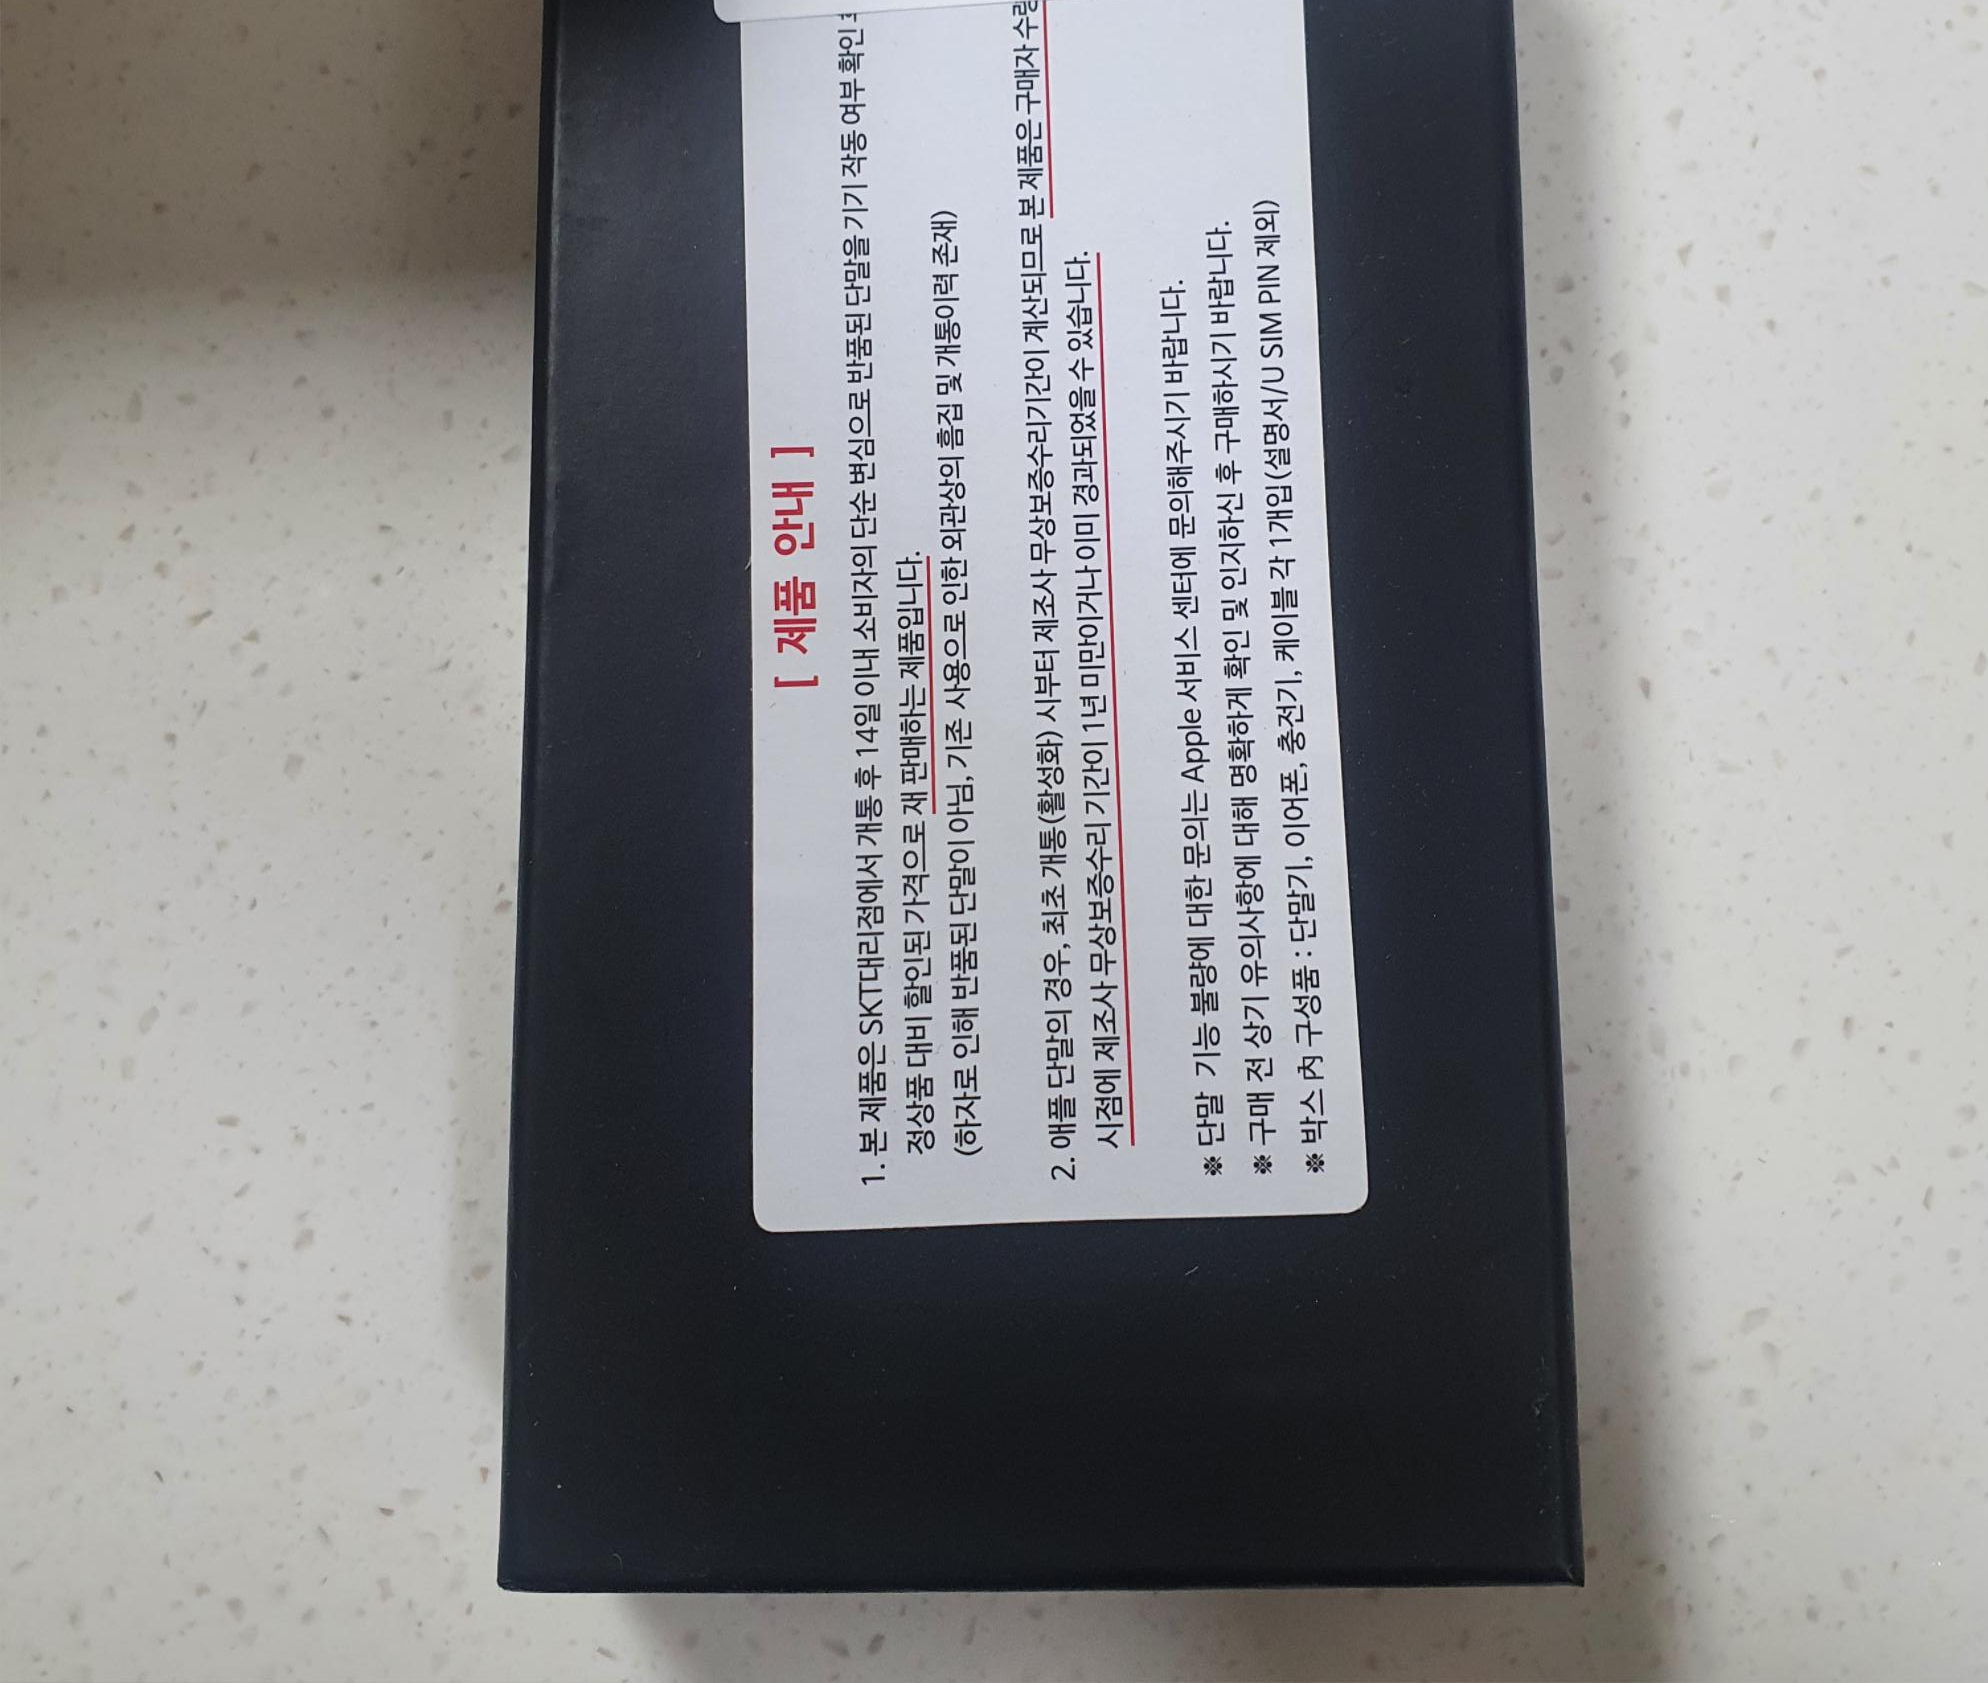 [ 제품 안내 ]
1. 본 제품은 SKT대리점에서 개통 후 14일 이내 소비자의 단순 변심으로 반품된 단말을 기기 작동 여부 확인
정상품 대비 할인된 가격으로 재 판매하는 제품입니다.
(하자로 인해 반품된 단말이 아님, 기존 사용으로 인한 외관상의 흠집 및 개통이력 존재)
2. 애플 단말의 경우, 최초 개통(활성화) 시부터 제조사 무상보증수리기간이 계산되므로 본 제품은 구매자 수령
시점에 제조사 무상보증수리 기간이 1년 미만이거나 이미 경과되었을 수 있습니다.
※ 단말 기능 불량에 대한 문의는 Apple 서비스 센터에 문의해주시기 바랍니다.
※ 구매 전 상기 유의사항에 대해 명확하게 확인 및 인지하신 후 구매하시기 바랍니다.
※ 박스 內 구성품 : 단말기, 이어폰, 충전기, 케이블 각 1개입(설명서/U SIM PIN 제외)